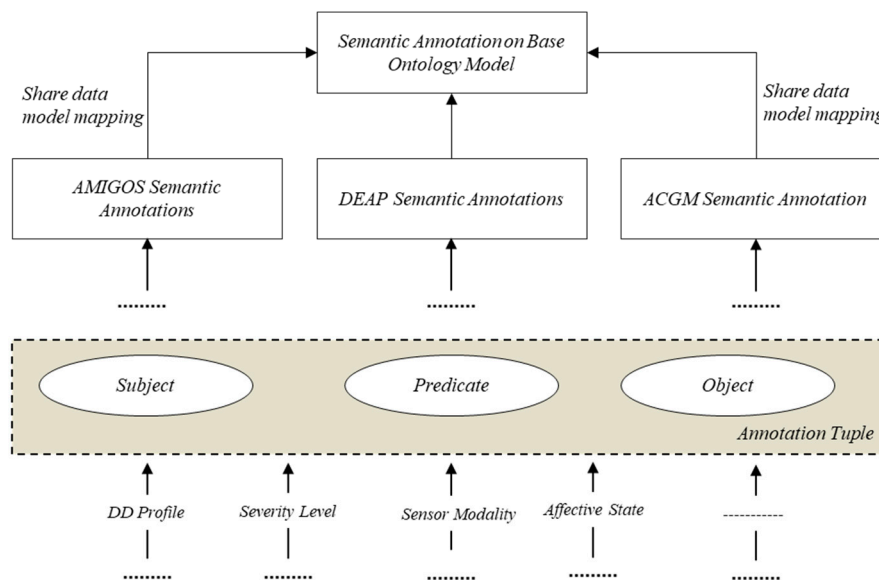 Semantic Annotation on Base
Ontology Model
Share data
model mapping
Share data
model mapping
AMIGOS Semantic
Annotations
DEAP Semantic Annotations
ACGM Semantic Annotation
Subject
Predicate
Object
Annotation Tuple
DD Profile
Severity Level
Sensor Modality
Affective State